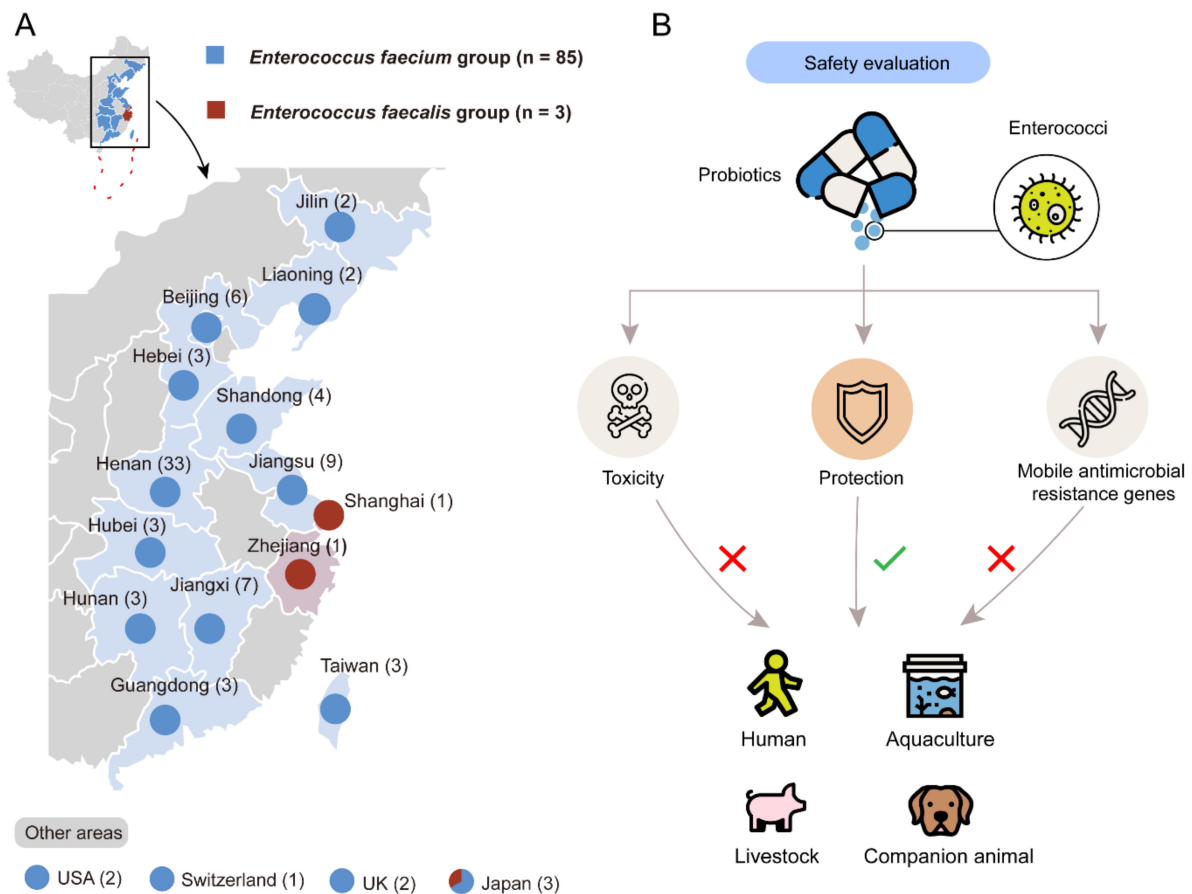 A
Enterococcus faecium group (n = 85)
Enterococcus faecalis group (n = 3)
Jilin (2)
Liaoning (2)
Beijing (6)
Hebei (3)
Shandong (4)
Henan (33)
Jiangsu (9)
Shanghai (1)
Hubei (3)
Zhejiang (1)
Jiangxi (7)
Hunan (3)
Taiwan (3)
Guangdong (3)
Other areas
USA (2)
Switzerland (1)
UK (2)
Japan (3)
B
Safety evaluation
Enterococci
Probiotics
Toxicity
Protection
Mobile antimicrobial
resistance genes
Human
Aquaculture
Livestock
Companion animal